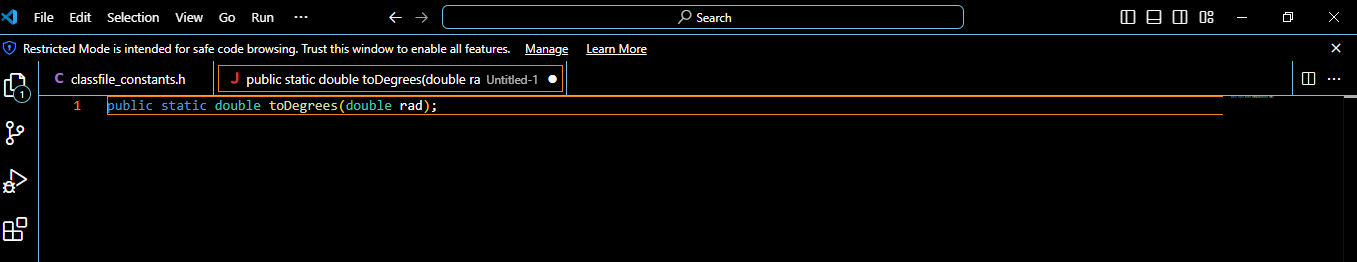 File Edit Selection View Go Run ··· Search
Restricted Mode is intended for safe code browsing. Trust this window to enable all features. Manage Learn More
C classfile_constants.h J public static double toDegrees(double ra Untitled-1
1 public static double toDegrees(double rad);
1